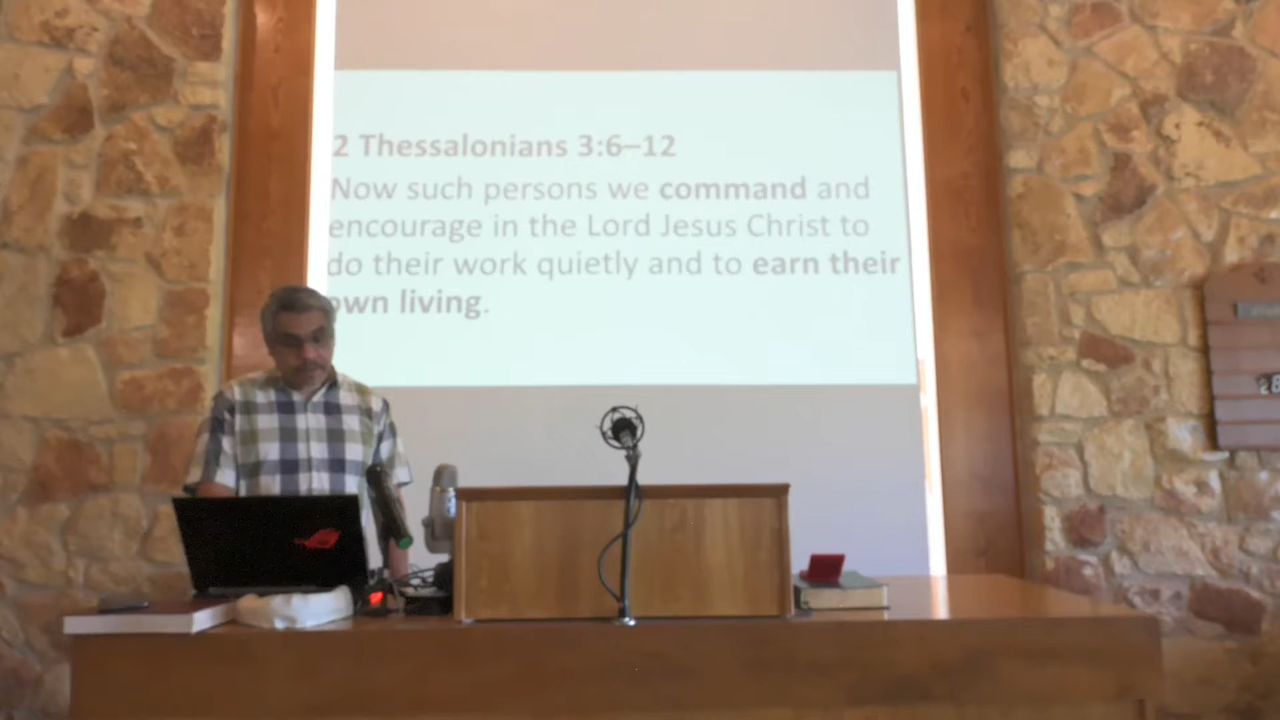 2 Thessalonians 3:6–12
Now such persons we command and
encourage in the Lord Jesus Christ to
do their work quietly and to earn their
own living.
28